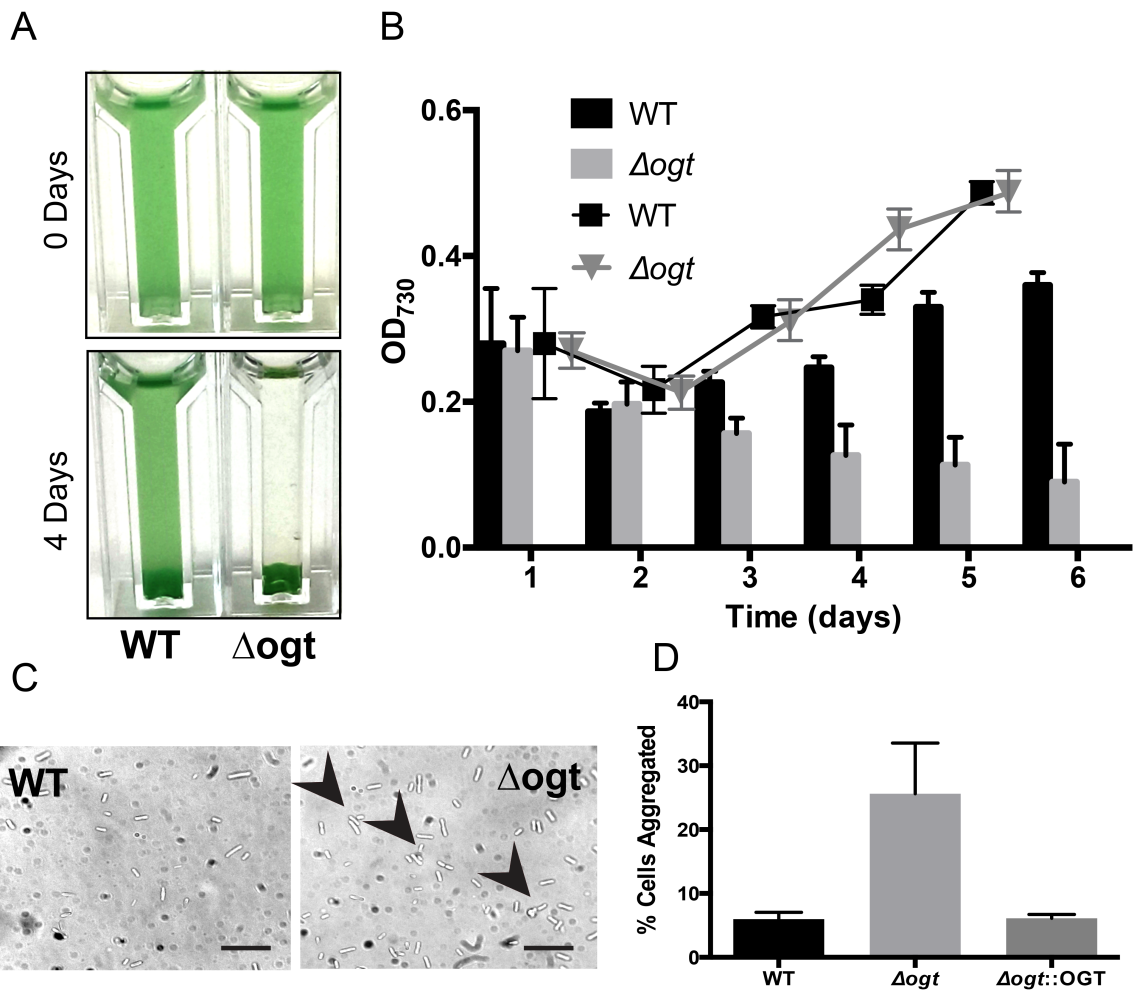 A
0 Days
4 Days
WT Δogt
B
WT
Δogt
WT
Δogt
OD730
0.6
0.4
0.2
0.0
1 2 3 4 5 6
Time (days)
C
WT
Δogt
D
% Cells Aggregated
40
30
20
10
0
WT Δogt Δogt::OGT